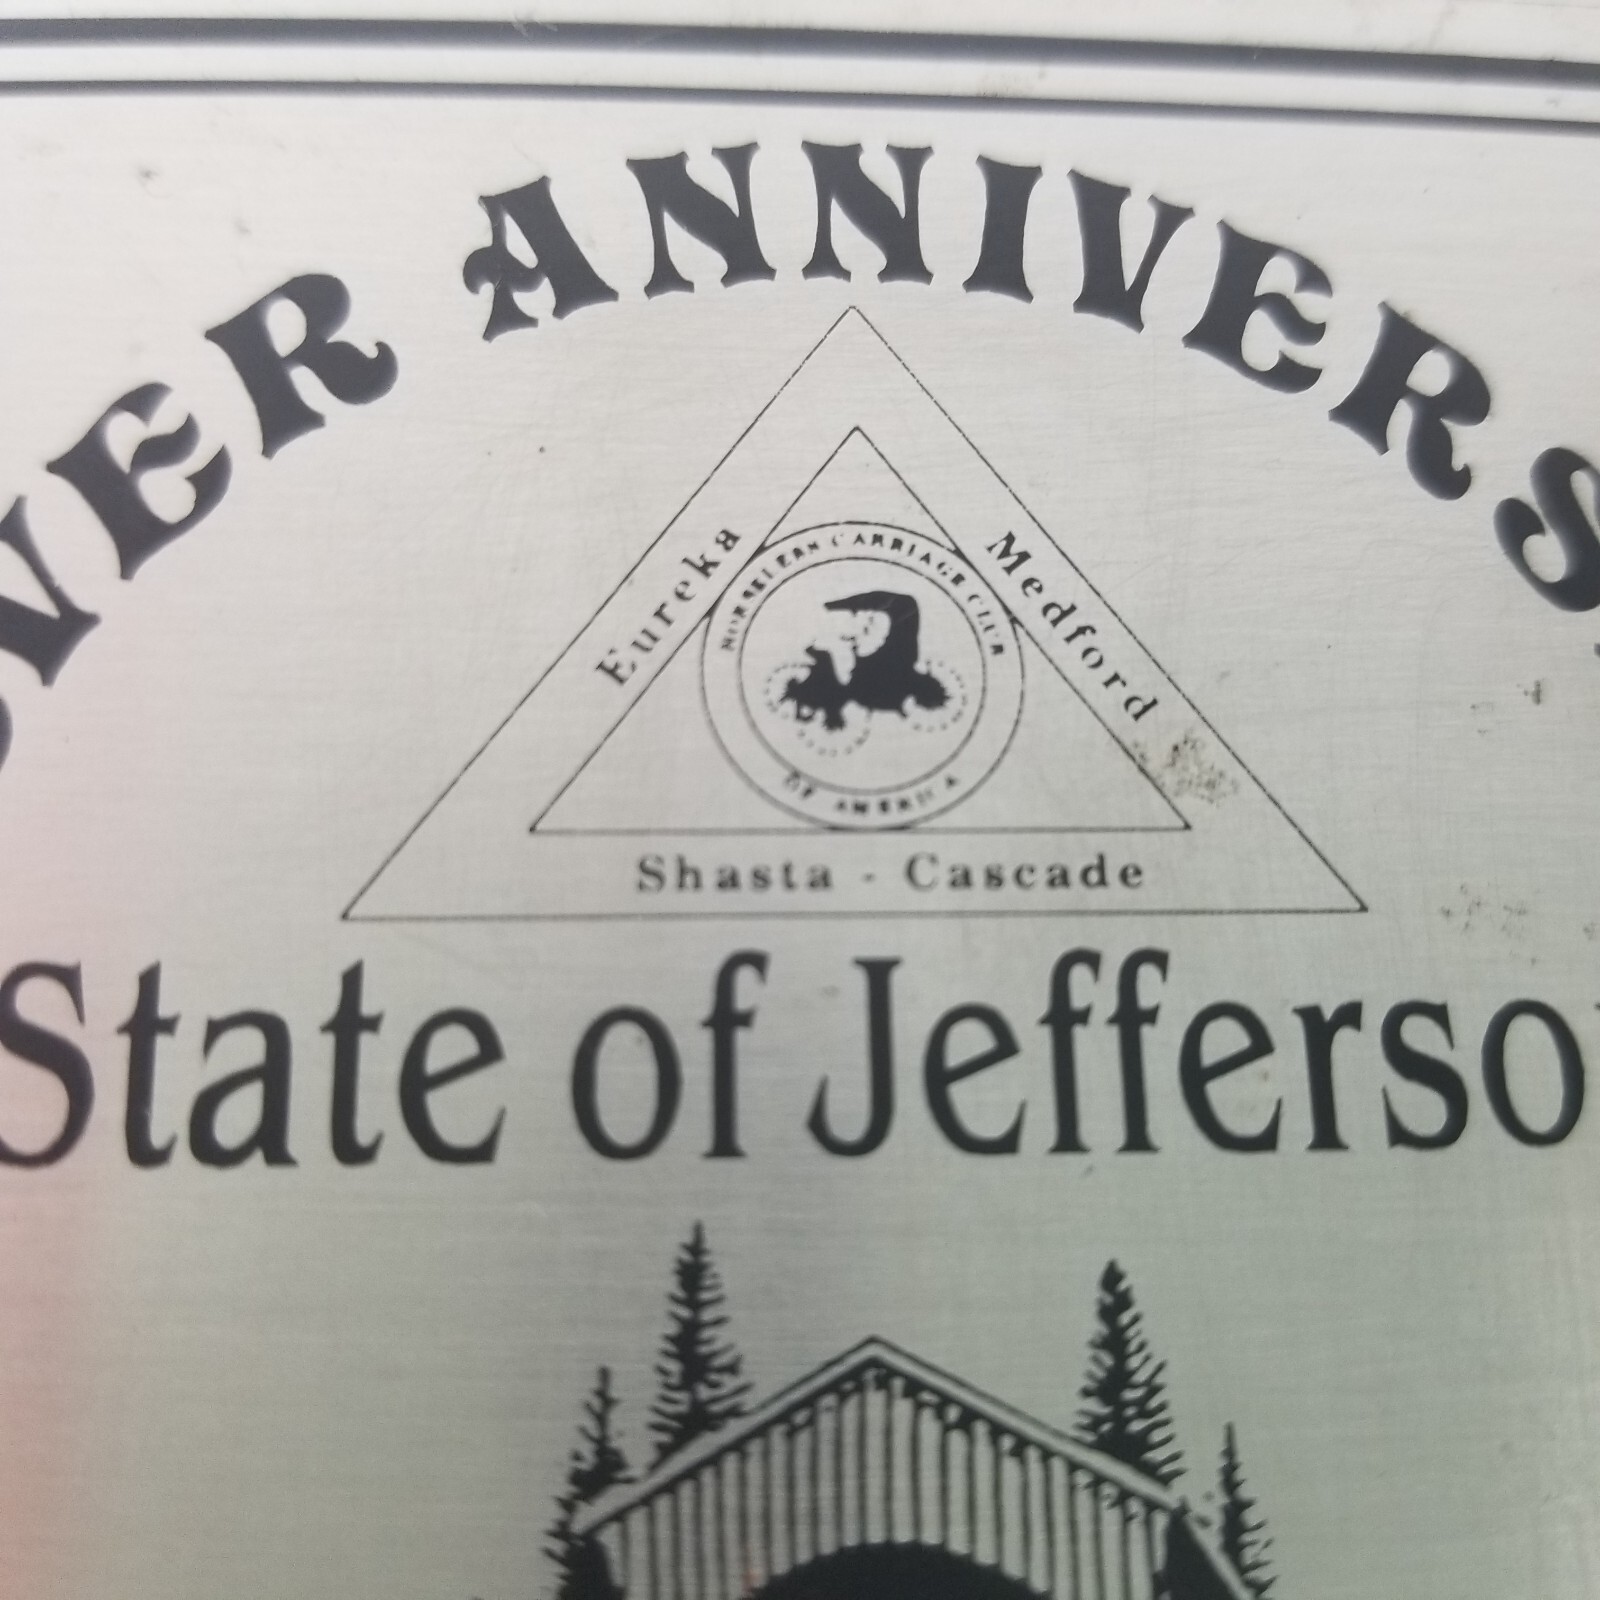 VER ANNIVERS
Eureka
Medford
HORSELESS CARRIAGE CLUB
OF AMERICA
Shasta - Cascade
State of Jefferso